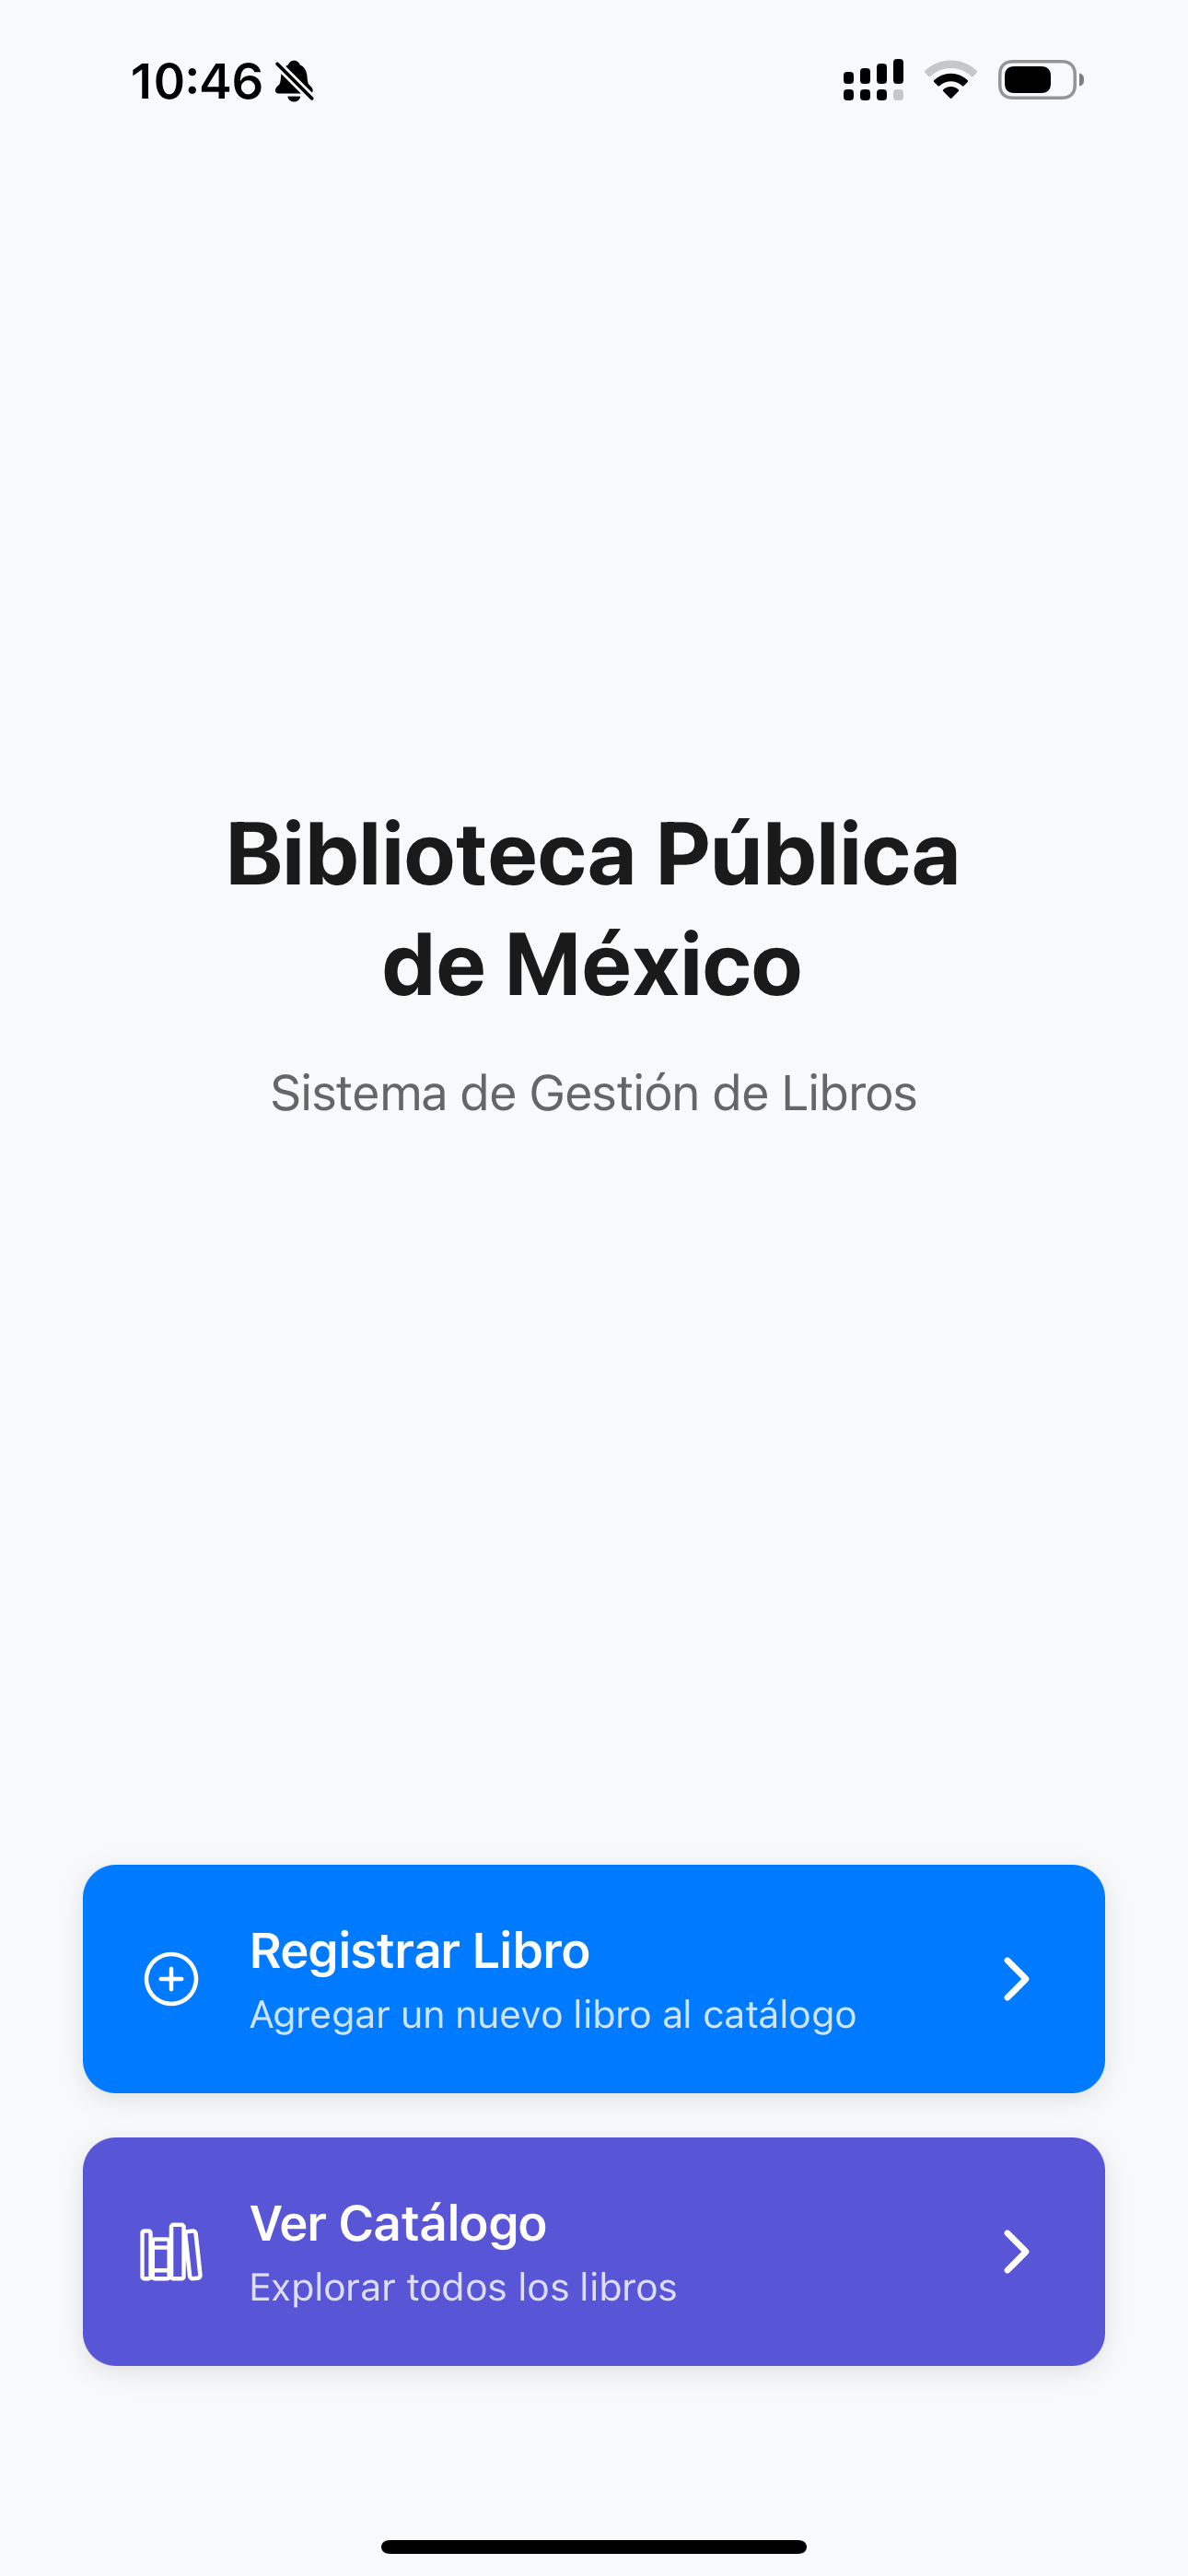 10:46
Biblioteca Pública
de México
Sistema de Gestión de Libros
Registrar Libro
Agregar un nuevo libro al catálogo
Ver Catálogo
Explorar todos los libros